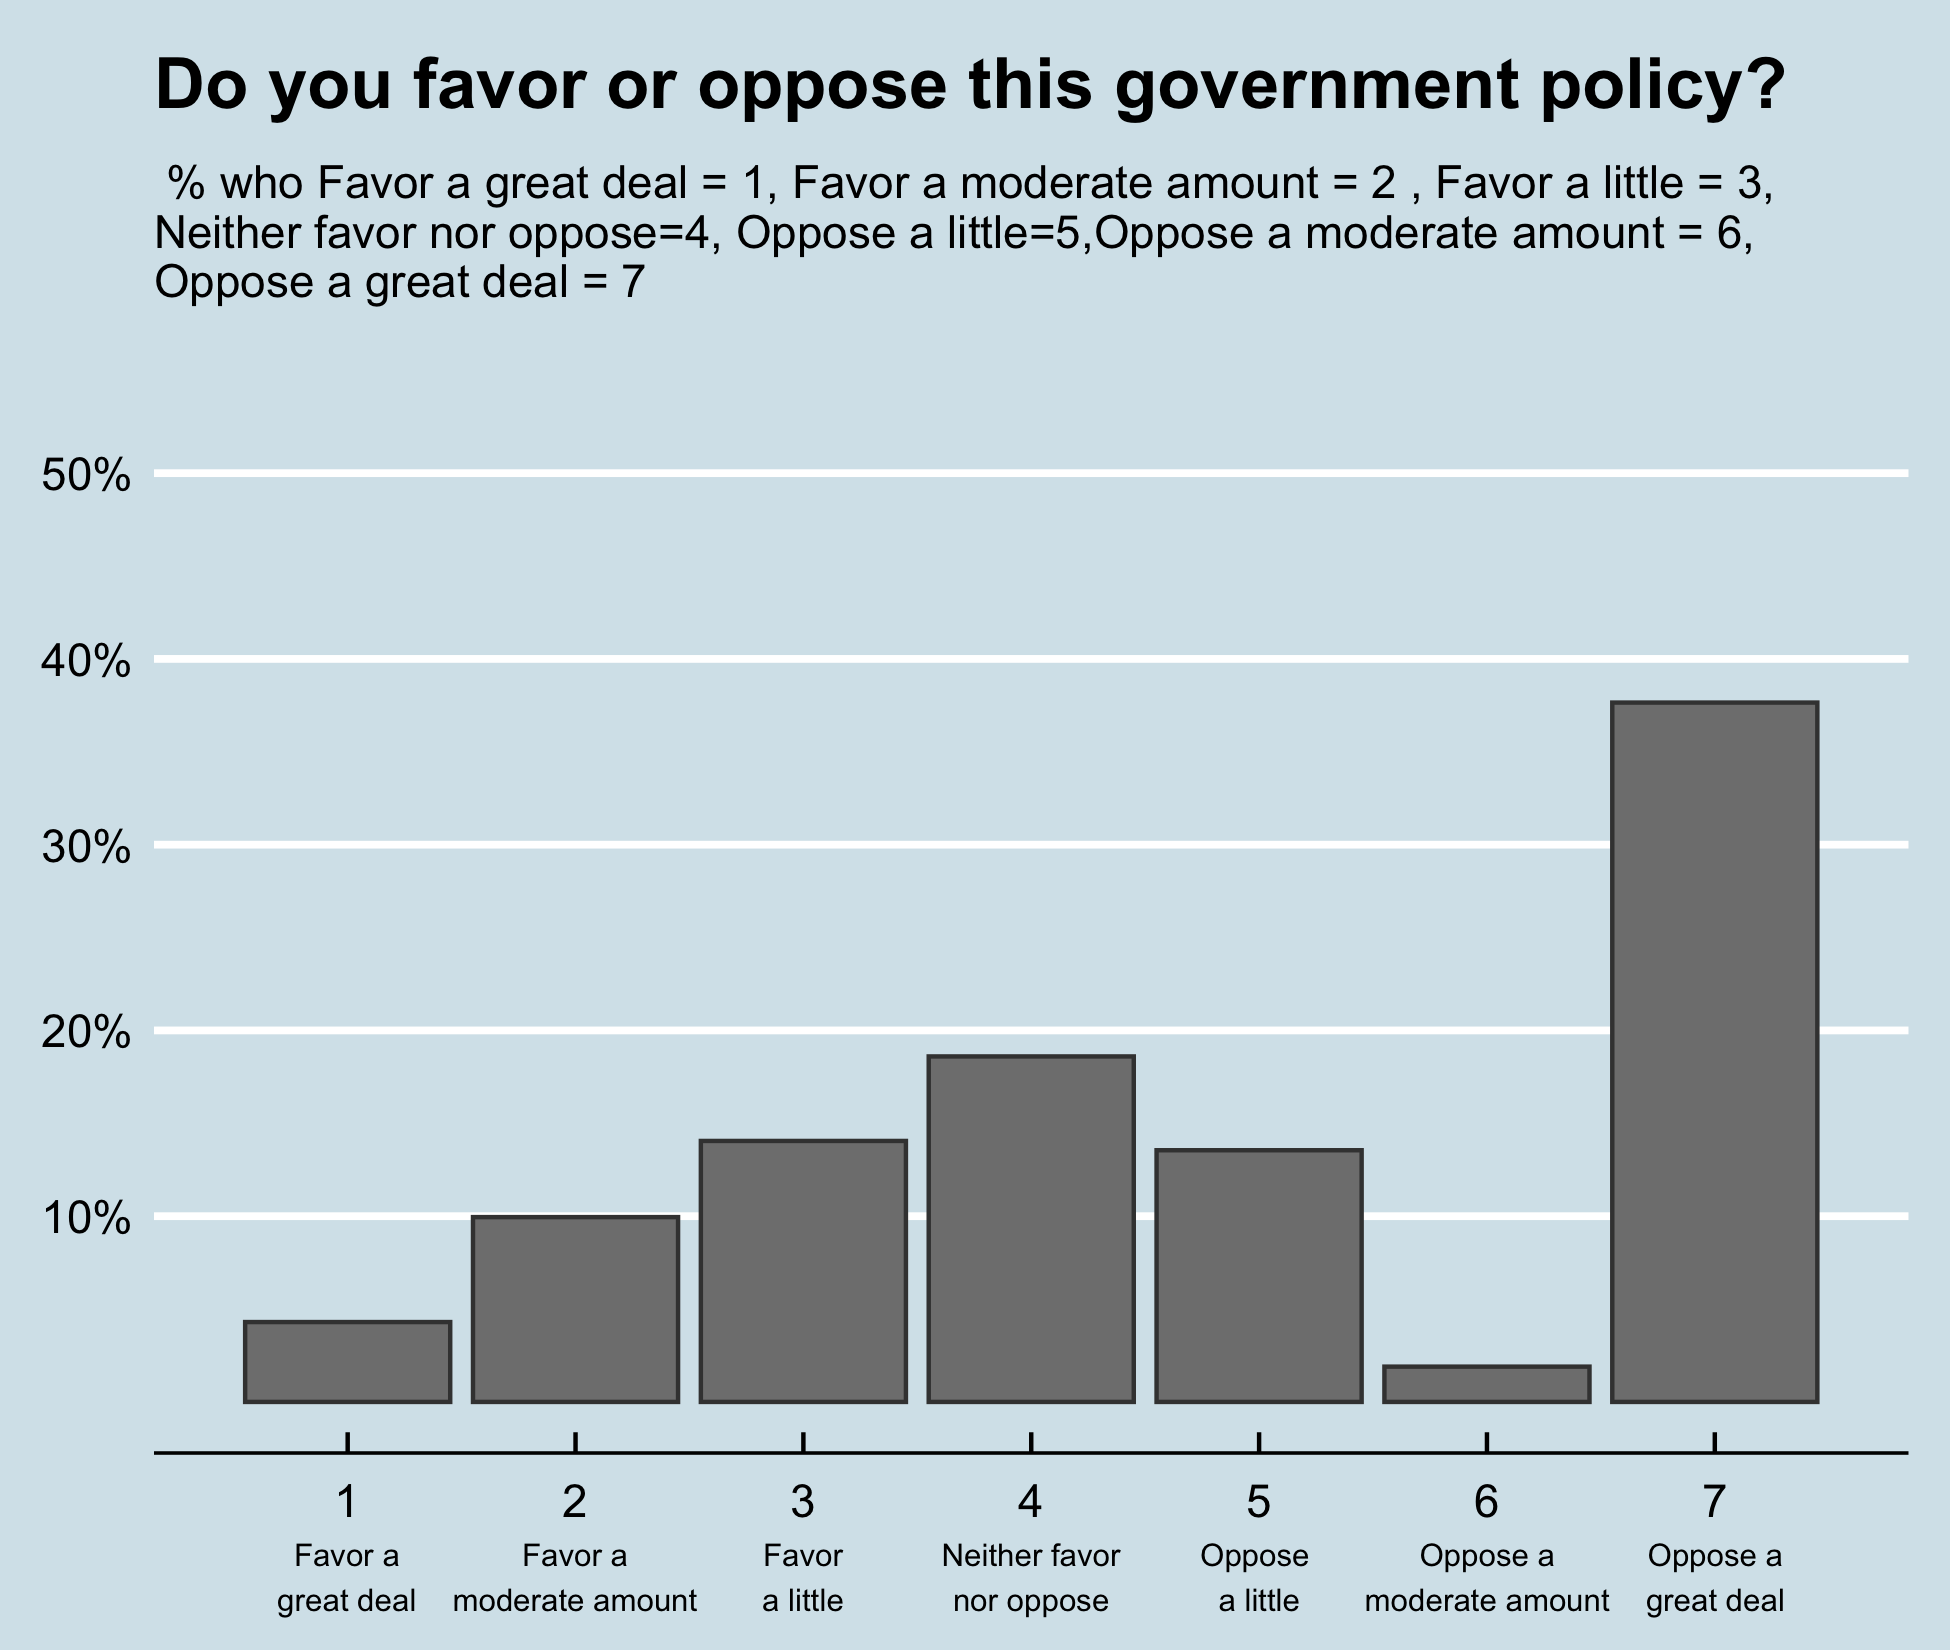 Do you favor or oppose this government policy?
% who Favor a great deal = 1, Favor a moderate amount = 2 , Favor a little = 3,
Neither favor nor oppose=4, Oppose a little=5,Oppose a moderate amount = 6,
Oppose a great deal = 7
50%
40%
30%
20%
10%
1 2 3 4 5 6 7
Favor a Favor a Favor Neither favor Oppose Oppose a Oppose a
great deal moderate amount a little nor oppose a little moderate amount great deal